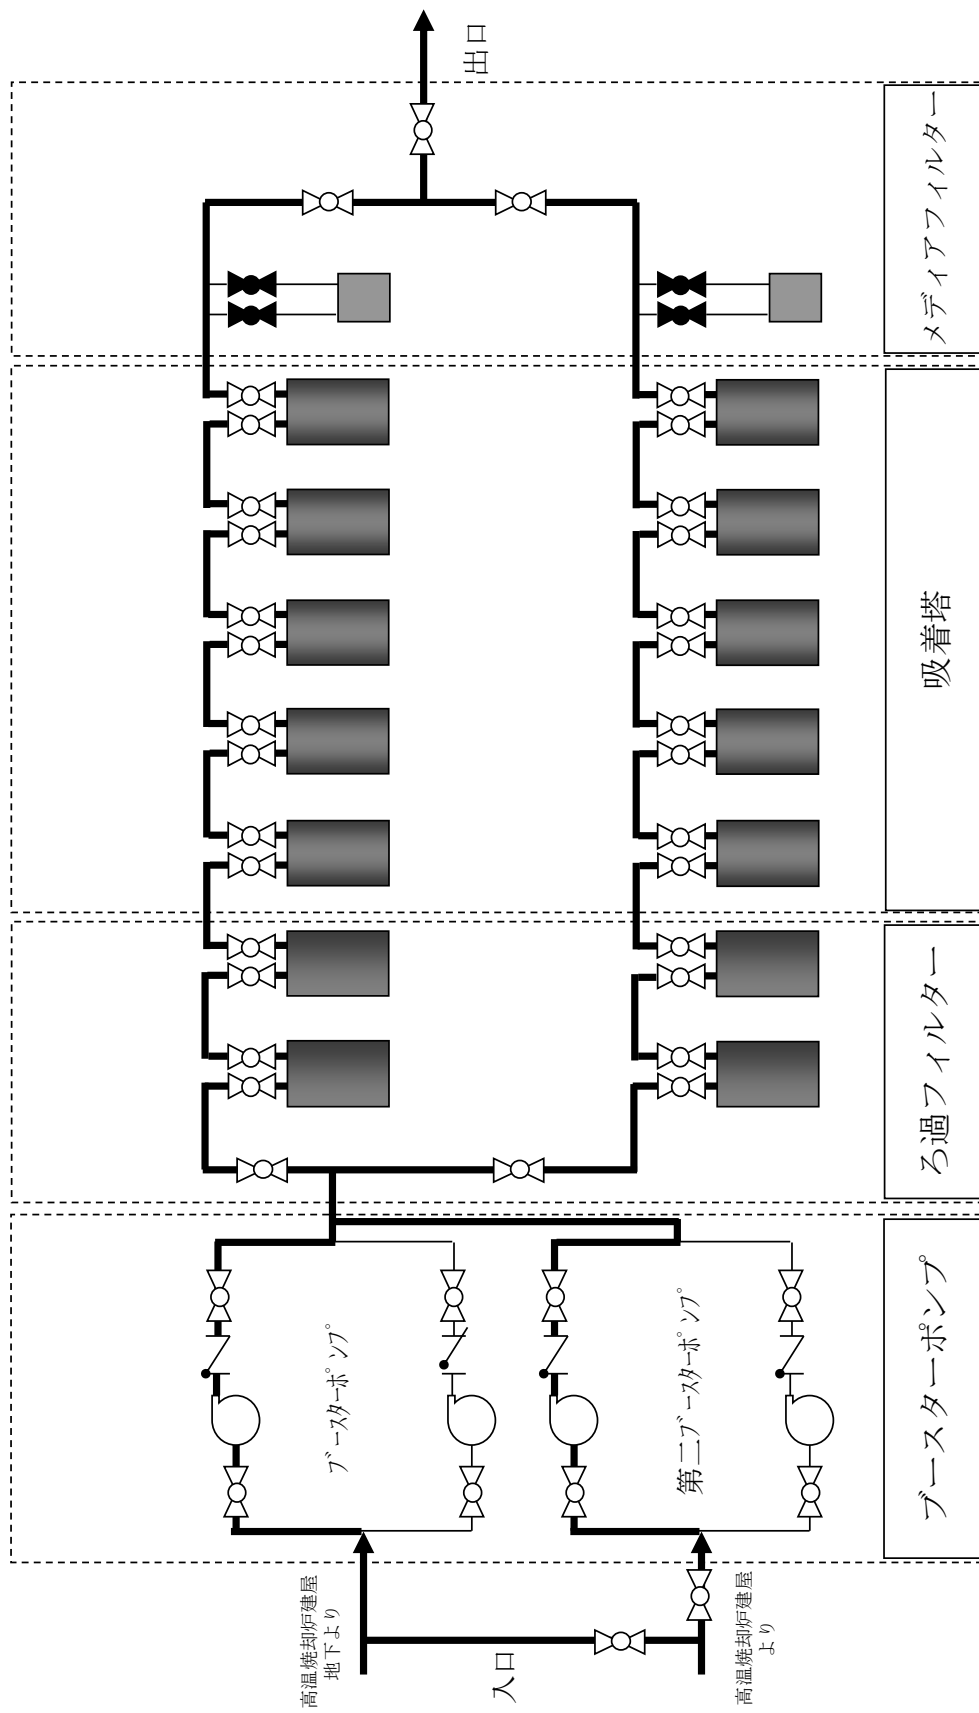 出口
メディアフィルター
吸着塔
ろ過フィルター
ブースターポンプ
ブースターポンプ
第二ブースターポンプ
高温焼却炉建屋
地下より
入口
高温焼却炉建屋
より